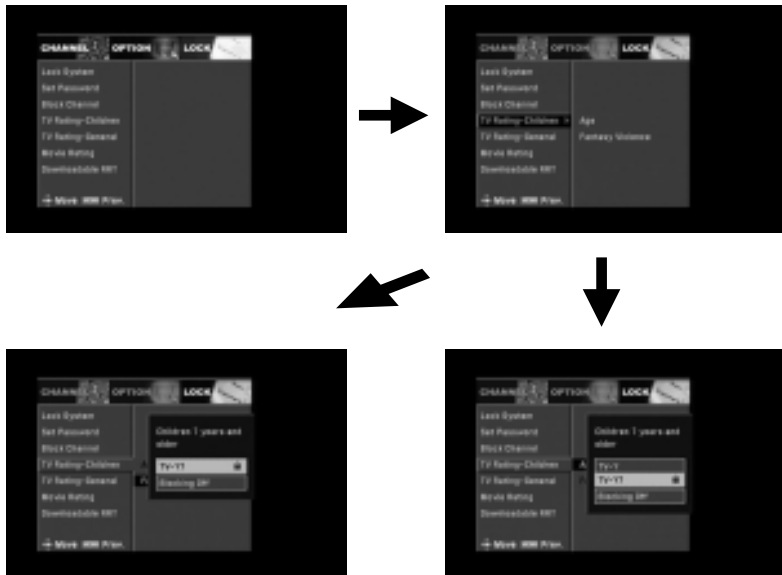 CHANNEL OPTION LOCK
Lock System
Set Password
Block Channel
TV Rating-Children
TV Rating-General
Movie Rating
Downloadable RRT
Move Prev.
CHANNEL OPTION LOCK
Lock System
Set Password
Block Channel
TV Rating-Children > Age
TV Rating-General Fantasy Violence
Movie Rating
Downloadable RRT
Move Prev.
CHANNEL OPTION LOCK
Lock System
Set Password
Block Channel
TV Rating-Children
TV Rating-General
Movie Rating
Downloadable RRT
Move Prev.
Children 7 years and
older
TV-Y7
Blocking Off
CHANNEL OPTION LOCK
Lock System
Set Password
Block Channel
TV Rating-Children A
TV Rating-General
Movie Rating
Downloadable RRT
Move Prev.
Children 7 years and
older
TV-Y
TV-Y7
Blocking Off